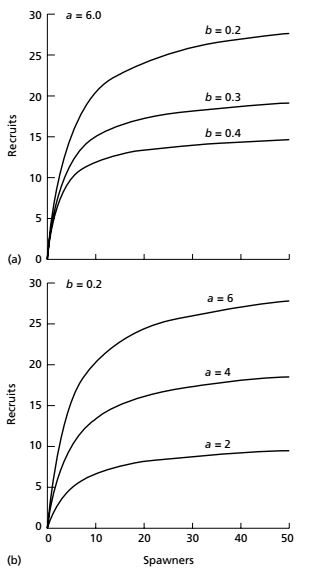 30
a = 6.0
b = 0.2
25
20
b = 0.3
Recruits
15
b = 0.4
10
5
(a)
0
30
b = 0.2
a = 6
25
20
a = 4
Recruits
15
10
a = 2
5
0
0 10 20 30 40 50
(b)
Spawners